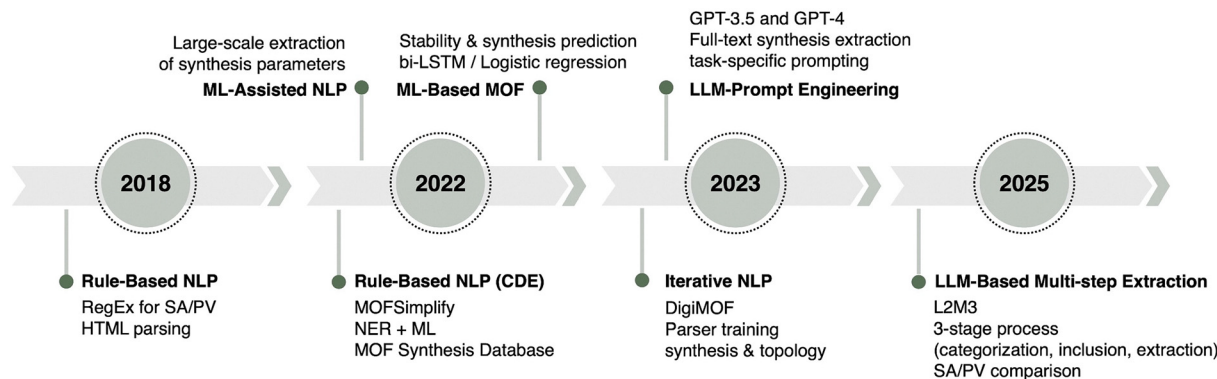 Large-scale extraction
of synthesis parameters
ML-Assisted NLP
Stability & synthesis prediction
bi-LSTM / Logistic regression
ML-Based MOF
GPT-3.5 and GPT-4
Full-text synthesis extraction
task-specific prompting
LLM-Prompt Engineering
2018
2022
2023
2025
Rule-Based NLP
RegEx for SA/PV
HTML parsing
Rule-Based NLP (CDE)
MOFSimplify
NER + ML
MOF Synthesis Database
Iterative NLP
DigiMOF
Parser training
synthesis & topology
LLM-Based Multi-step Extraction
L2M3
3-stage process
(categorization, inclusion, extraction)
SA/PV comparison